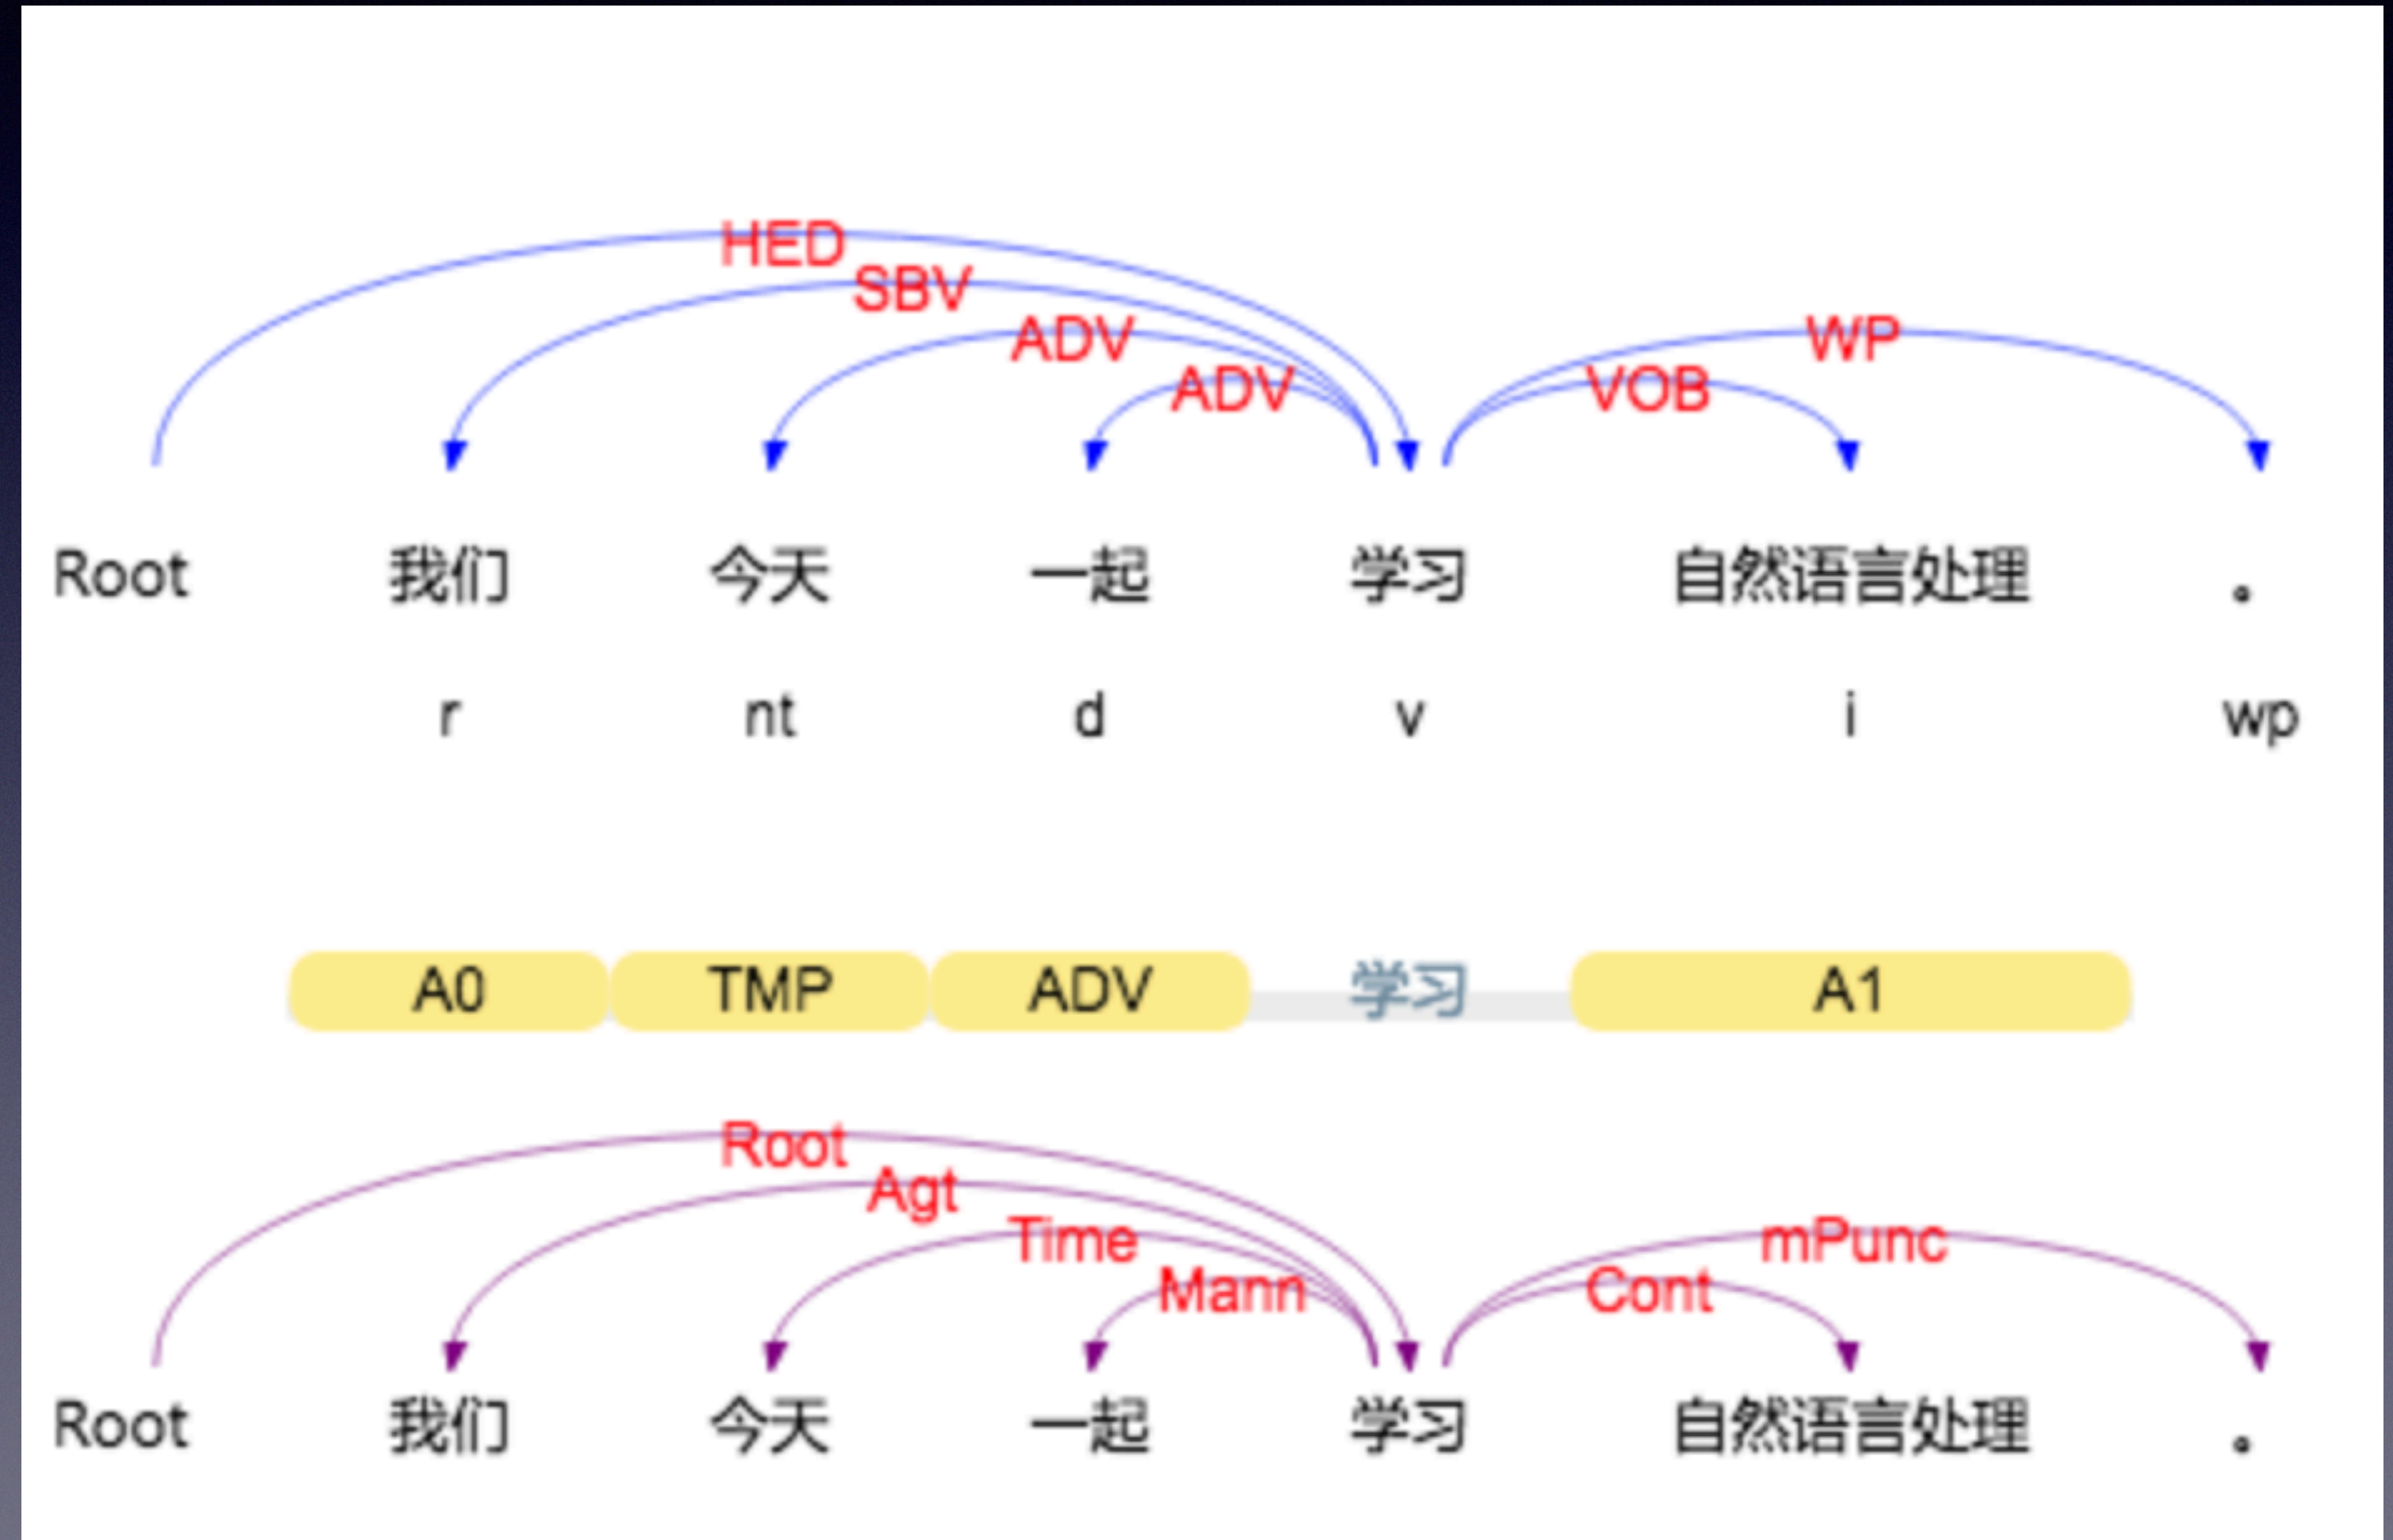 HED
SBV
ADV WP
ADV VOB
Root 我们 今天 一起 学习 自然语言处理 。
r nt d v i wp
A0 TMP ADV 学习 A1
Root
Agt
Time mPunc
Mann Cont
Root 我们 今天 一起 学习 自然语言处理 。